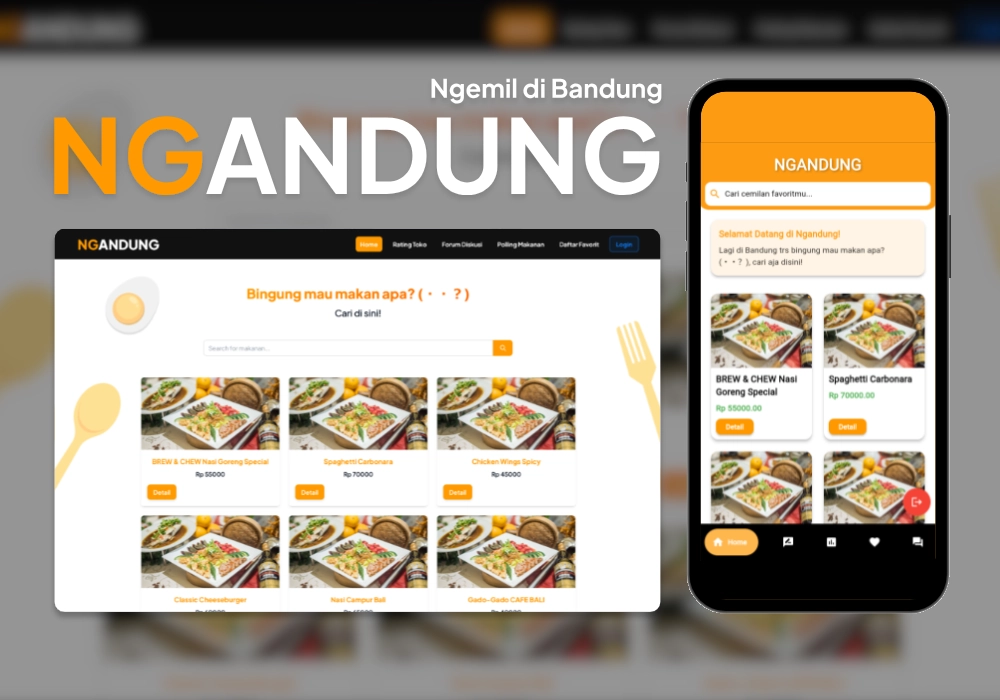 Ngemil di Bandung
NGANDUNG
NGANDUNG
Home Rating Toko Forum Diskusi Polling Makanan Daftar Favorit Login
Bingung mau makan apa? (・・?)
Cari di sini!
Search for makanan...
BREW & CHEW Nasi Goreng Special
Rp 55000
Detail
Spaghetti Carbonara
Rp 70000
Detail
Chicken Wings Spicy
Rp 45000
Detail
Classic Cheeseburger
Nasi Campur Bali
Gado-Gado CAFE BALI
NGANDUNG
Cari cemilan favoritmu...
Selamat Datang di Ngandung!
Lagi di Bandung trs bingung mau makan apa?
(・・? ), cari aja disini!
BREW & CHEW Nasi
Goreng Special
Rp 55000.00
Detail
Spaghetti Carbonara
Rp 70000.00
Detail
Home